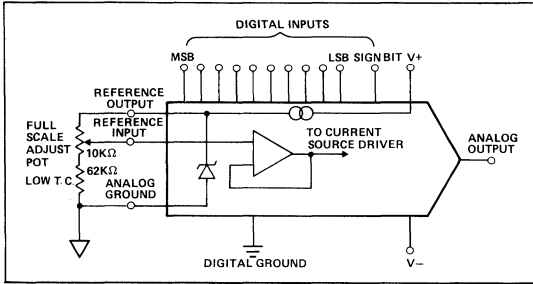 DIGITAL INPUTS
MSB
LSB SIGN BIT V+
REFERENCE
OUTPUT
REFERENCE
INPUT
FULL
SCALE
ADJUST
POT
10KΩ
62KΩ
LOW T. C.
ANALOG
GROUND
TO CURRENT
SOURCE DRIVER
ANALOG
OUTPUT
DIGITAL GROUND
V−